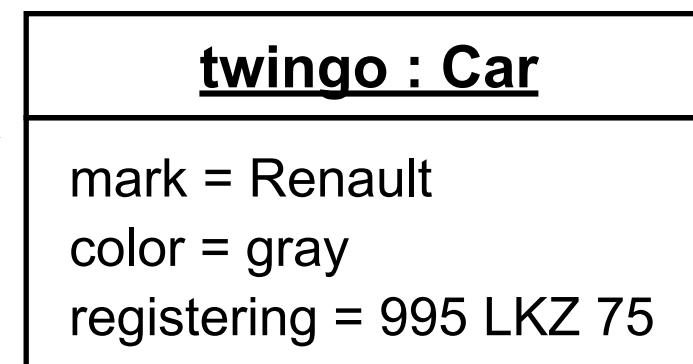 twingo : Car
mark = Renault
color = gray
registering = 995 LKZ 75